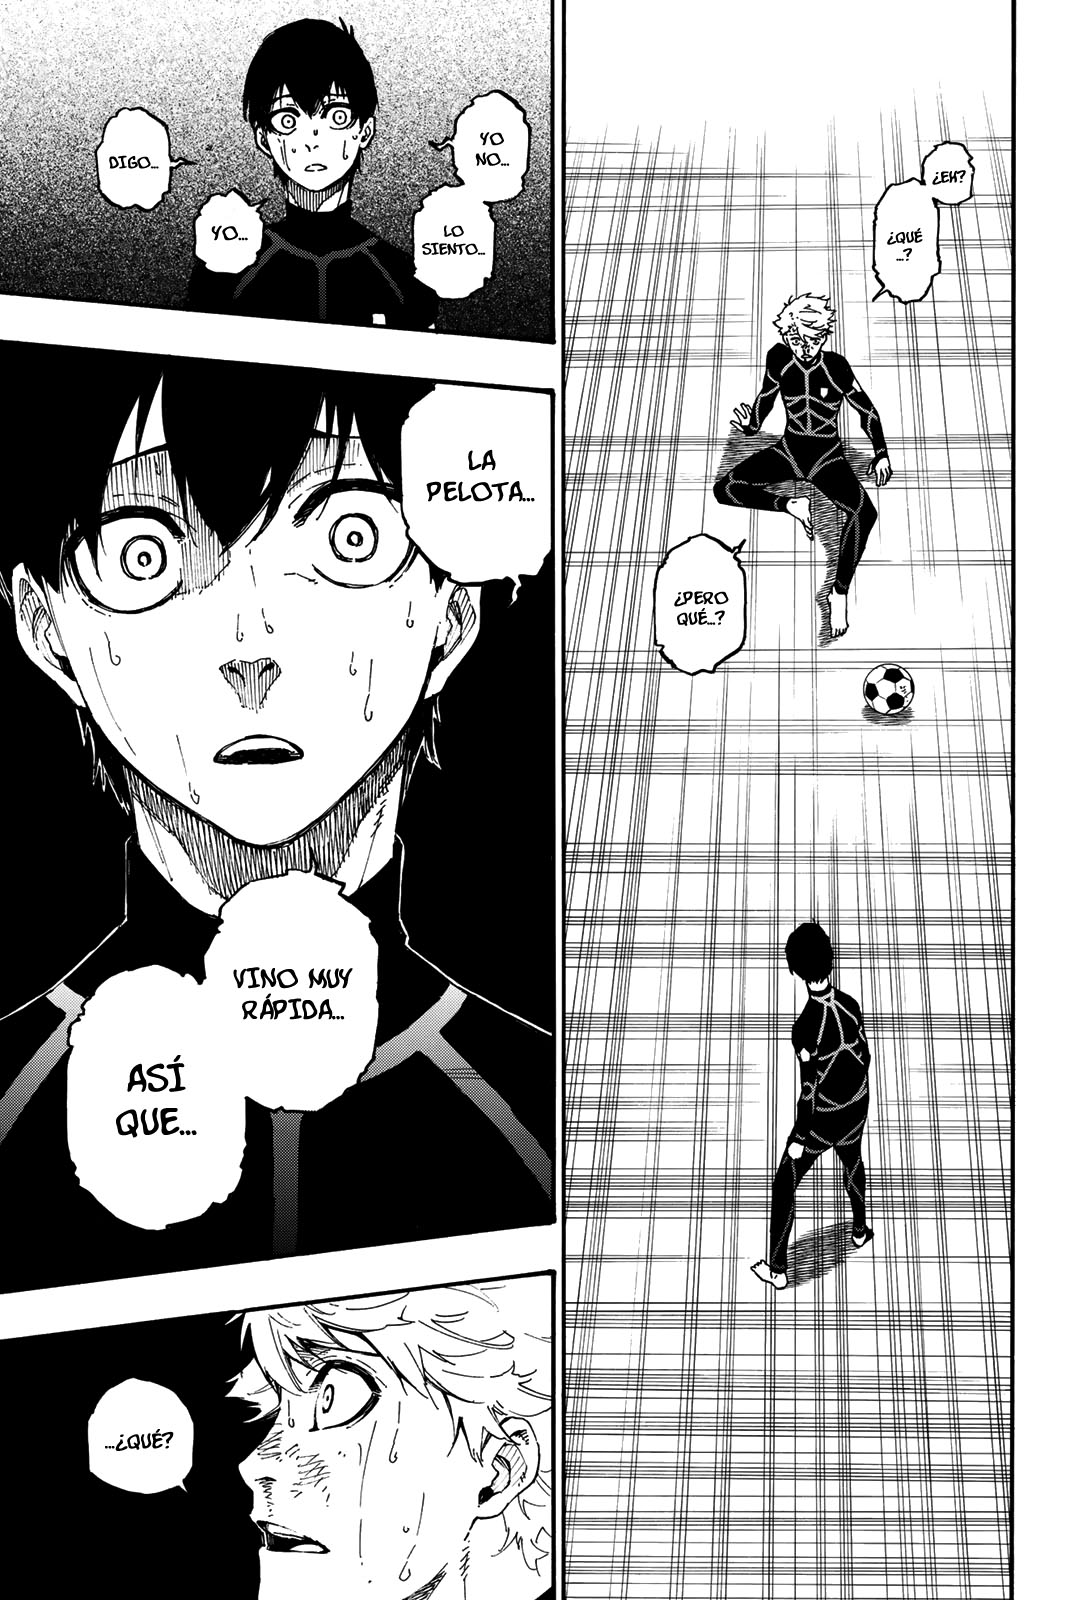 ¿EH?
¿QUÉ
...?
¿PERO
QUÉ...?
YO
NO...
LO
SIENTO...
YO...
DIGO...
LA
PELOTA...
VINO MUY
RÁPIDA...
ASÍ
QUE...
...¿QUÉ?